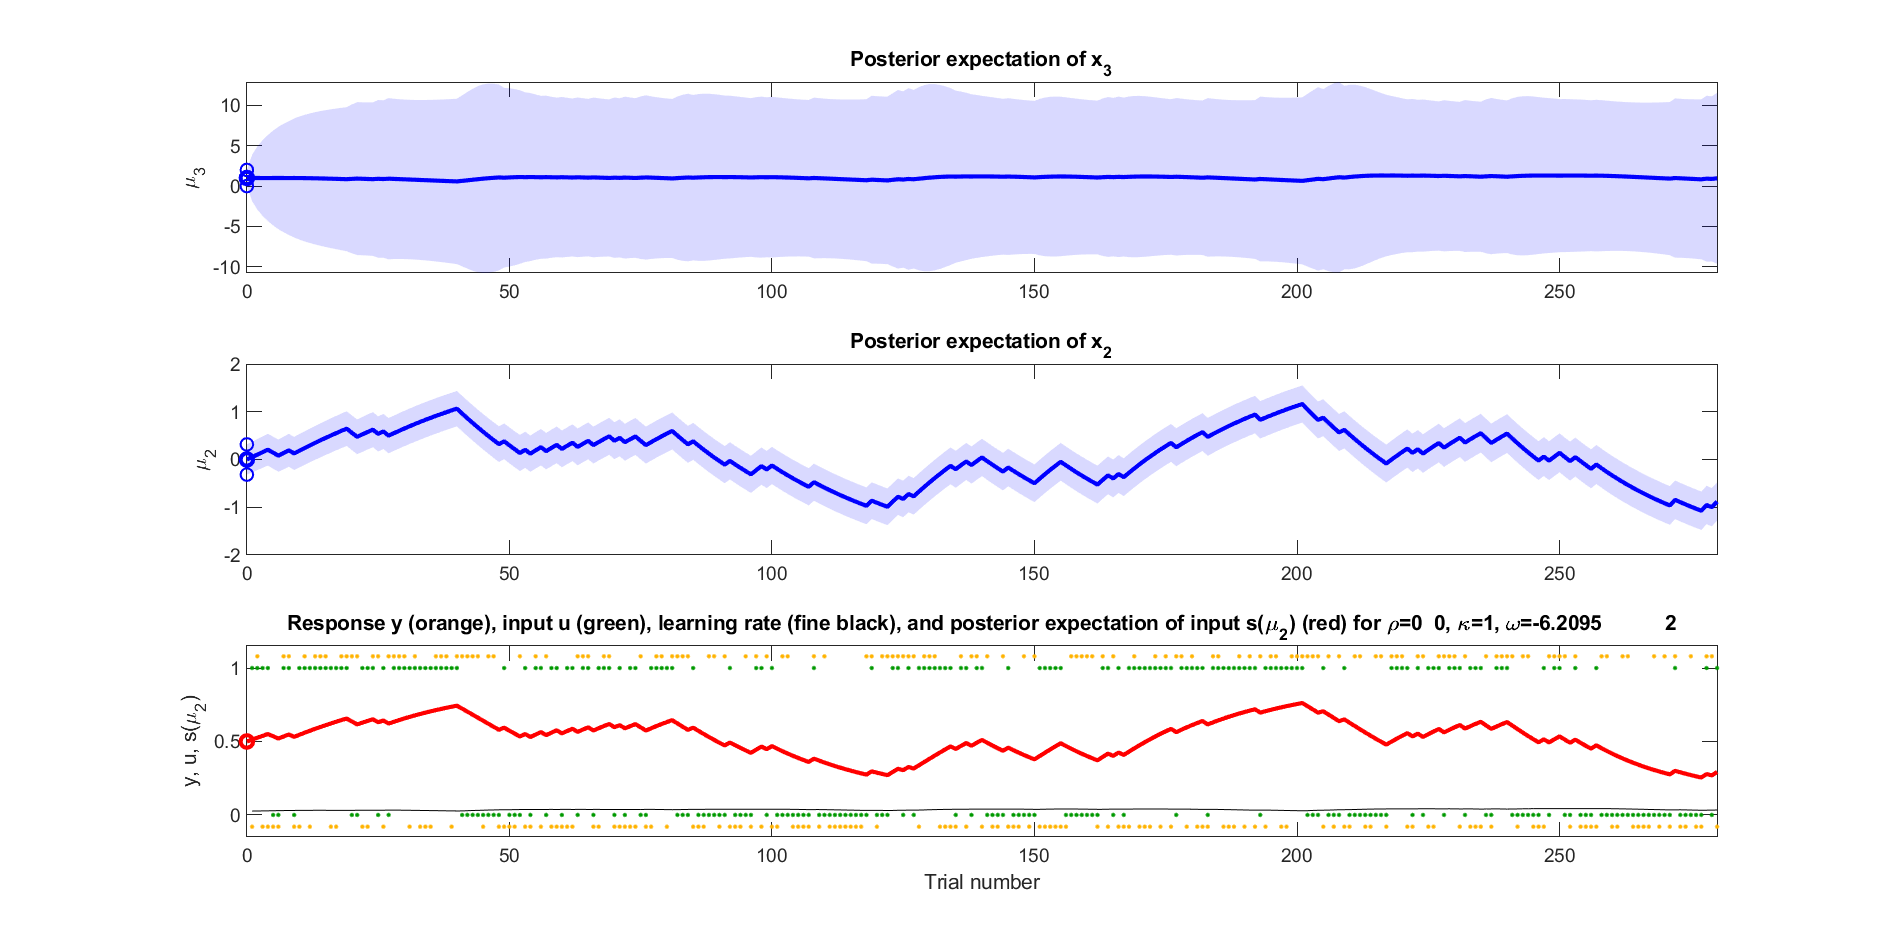 Posterior expectation of x3
10
5
0
-5
-10
μ3
0 50 100 150 200 250
Posterior expectation of x2
2
1
0
-1
-2
μ2
0 50 100 150 200 250
Response y (orange), input u (green), learning rate (fine black), and posterior expectation of input s(μ2) (red) for ρ=0 0, κ=1, ω=-6.2095 2
1
0.5
0
y, u, s(μ2)
0 50 100 150 200 250
Trial number